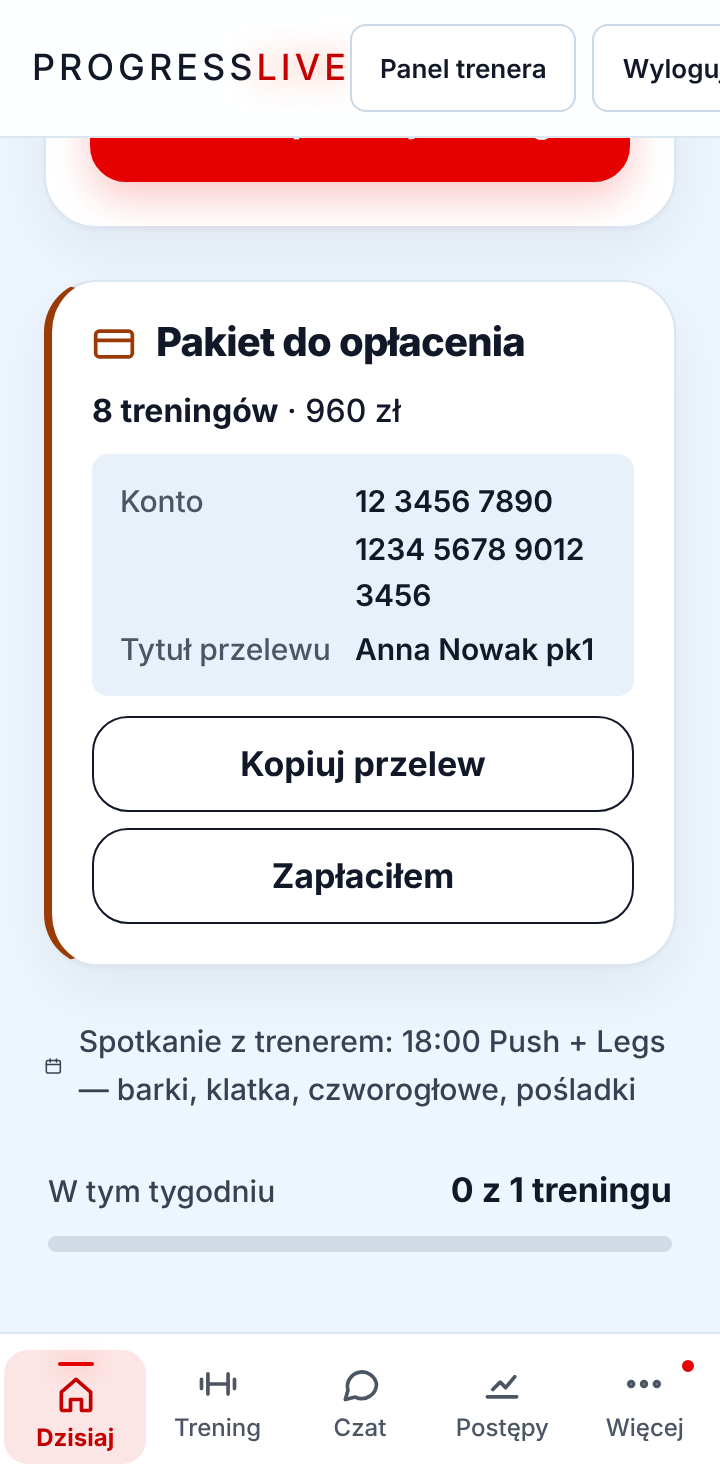 PROGRESSLIVE
Panel trenera
Pakiet do opłacenia
8 treningów · 960 zł
Konto
12 3456 7890
1234 5678 9012
3456
Tytuł przelewu
Anna Nowak pk1
Kopiuj przelew
Zapłaciłem
Spotkanie z trenerem: 18:00 Push + Legs
— barki, klatka, czworogłowe, pośladki
W tym tygodniu
0 z 1 treningu
Dzisiaj
Trening
Czat
Postępy
Więcej